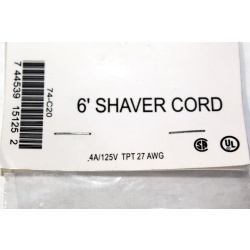 6' SHAVER CORD
.4A/125V TPT 27 AWG
74-C20
7 44539 15125 2